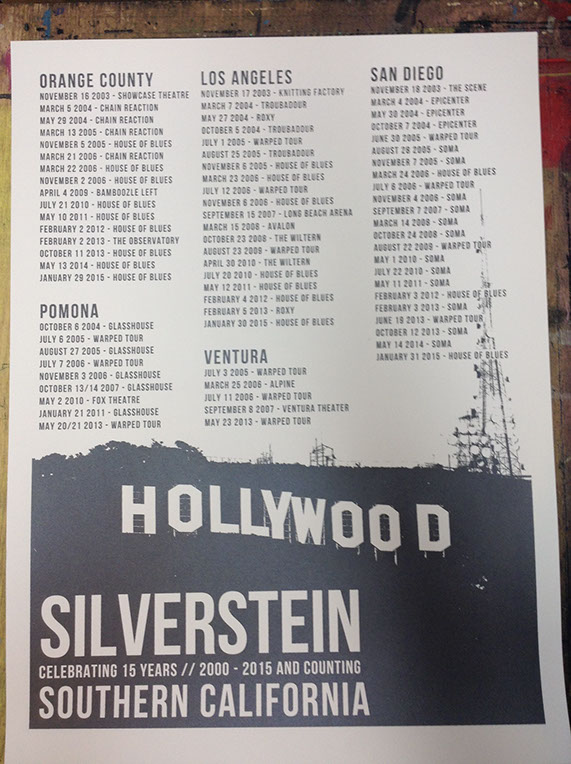 ORANGE COUNTY
NOVEMBER 16 2003 - SHOWCASE THEATRE
MARCH 5 2004 - CHAIN REACTION
MAY 29 2004 - CHAIN REACTION
MARCH 13 2005 - CHAIN REACTION
NOVEMBER 5 2005 - HOUSE OF BLUES
MARCH 21 2006 - CHAIN REACTION
MARCH 22 2006 - HOUSE OF BLUES
NOVEMBER 2 2006 - HOUSE OF BLUES
APRIL 4 2009 - BAMBOOZLE LEFT
JULY 21 2010 - HOUSE OF BLUES
MAY 10 2011 - HOUSE OF BLUES
FEBRUARY 2 2012 - HOUSE OF BLUES
FEBRUARY 2 2013 - THE OBSERVATORY
OCTOBER 11 2013 - HOUSE OF BLUES
MAY 13 2014 - HOUSE OF BLUES
JANUARY 29 2015 - HOUSE OF BLUES
POMONA
OCTOBER 6 2004 - GLASSHOUSE
JULY 6 2005 - WARPED TOUR
AUGUST 27 2005 - GLASSHOUSE
JULY 7 2006 - WARPED TOUR
NOVEMBER 3 2006 - GLASSHOUSE
OCTOBER 13/14 2007 - GLASSHOUSE
MAY 2 2010 - FOX THEATRE
JANUARY 21 2011 - GLASSHOUSE
MAY 20/21 2013 - WARPED TOUR
LOS ANGELES
NOVEMBER 17 2003 - KNITTING FACTORY
MARCH 7 2004 - TROUBADOUR
MAY 27 2004 - ROXY
OCTOBER 5 2004 - TROUBADOUR
JULY 1 2005 - WARPED TOUR
AUGUST 25 2005 - TROUBADOUR
NOVEMBER 6 2005 - HOUSE OF BLUES
MARCH 23 2006 - HOUSE OF BLUES
JULY 12 2006 - WARPED TOUR
NOVEMBER 6 2006 - HOUSE OF BLUES
SEPTEMBER 15 2007 - LONG BEACH ARENA
MARCH 15 2008 - AVALON
OCTOBER 23 2008 - THE WILTERN
AUGUST 23 2009 - WARPED TOUR
APRIL 30 2010 - THE WILTERN
JULY 20 2010 - HOUSE OF BLUES
MAY 12 2011 - HOUSE OF BLUES
FEBRUARY 4 2012 - HOUSE OF BLUES
FEBRUARY 5 2013 - ROXY
JANUARY 30 2015 - HOUSE OF BLUES
VENTURA
JULY 3 2005 - WARPED TOUR
MARCH 25 2006 - ALPINE
JULY 11 2006 - WARPED TOUR
SEPTEMBER 8 2007 - VENTURA THEATER
MAY 23 2013 - WARPED TOUR
SAN DIEGO
NOVEMBER 18 2003 - THE SCENE
MARCH 4 2004 - EPICENTER
MAY 30 2004 - EPICENTER
OCTOBER 7 2004 - EPICENTER
JUNE 30 2005 - WARPED TOUR
AUGUST 28 2005 - SOMA
NOVEMBER 7 2005 - SOMA
MARCH 24 2006 - HOUSE OF BLUES
JULY 6 2006 - WARPED TOUR
NOVEMBER 4 2006 - SOMA
SEPTEMBER 7 2007 - SOMA
MARCH 14 2008 - SOMA
OCTOBER 24 2008 - SOMA
AUGUST 22 2009 - WARPED TOUR
MAY 1 2010 - SOMA
JULY 22 2010 - SOMA
MAY 11 2011 - SOMA
FEBRUARY 3 2012 - HOUSE OF BLUES
FEBRUARY 3 2013 - SOMA
JUNE 19 2013 - WARPED TOUR
OCTOBER 12 2013 - SOMA
MAY 14 2014 - SOMA
JANUARY 31 2015 - HOUSE OF BLUES
HOLLYWOOD
SILVERSTEIN
CELEBRATING 15 YEARS // 2000 - 2015 AND COUNTING
SOUTHERN CALIFORNIA